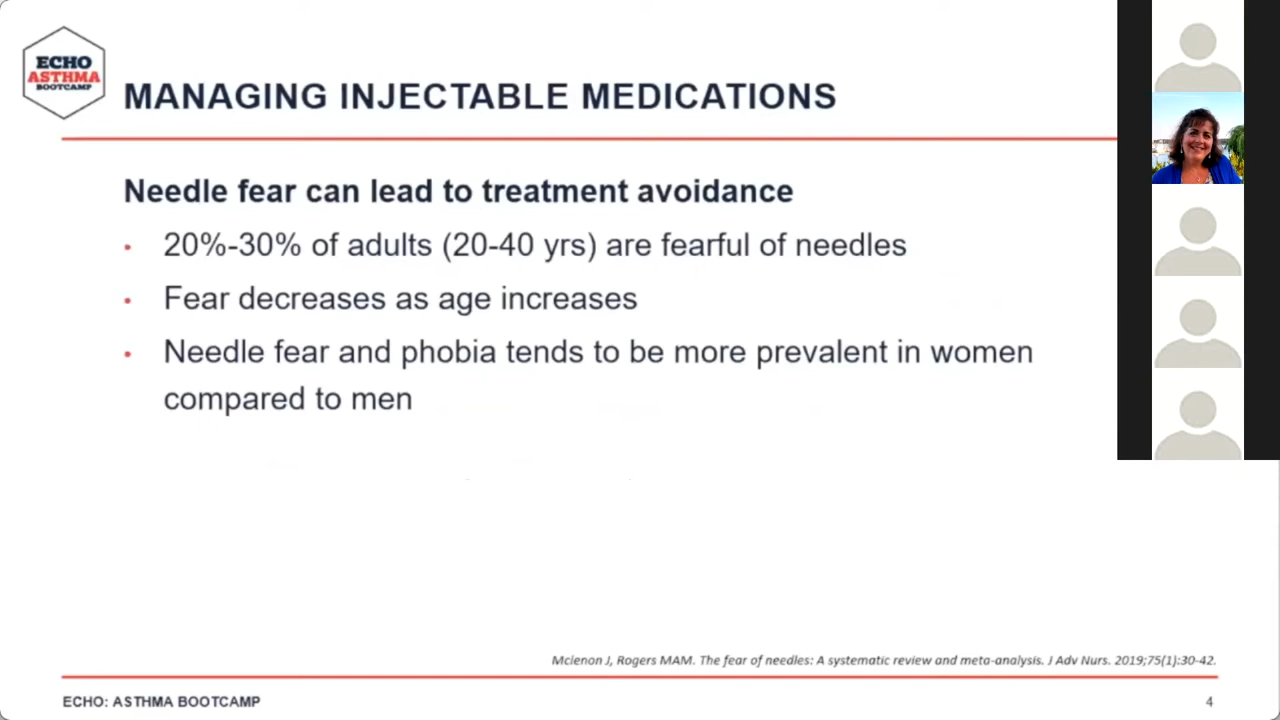 ECHO
ASTHMA
BOOTCAMP
MANAGING INJECTABLE MEDICATIONS
Needle fear can lead to treatment avoidance
• 20%-30% of adults (20-40 yrs) are fearful of needles
• Fear decreases as age increases
• Needle fear and phobia tends to be more prevalent in women
compared to men
Mclenon J, Rogers MAM. The fear of needles: A systematic review and meta-analysis. J Adv Nurs. 2019;75(1):30-42.
ECHO: ASTHMA BOOTCAMP
4